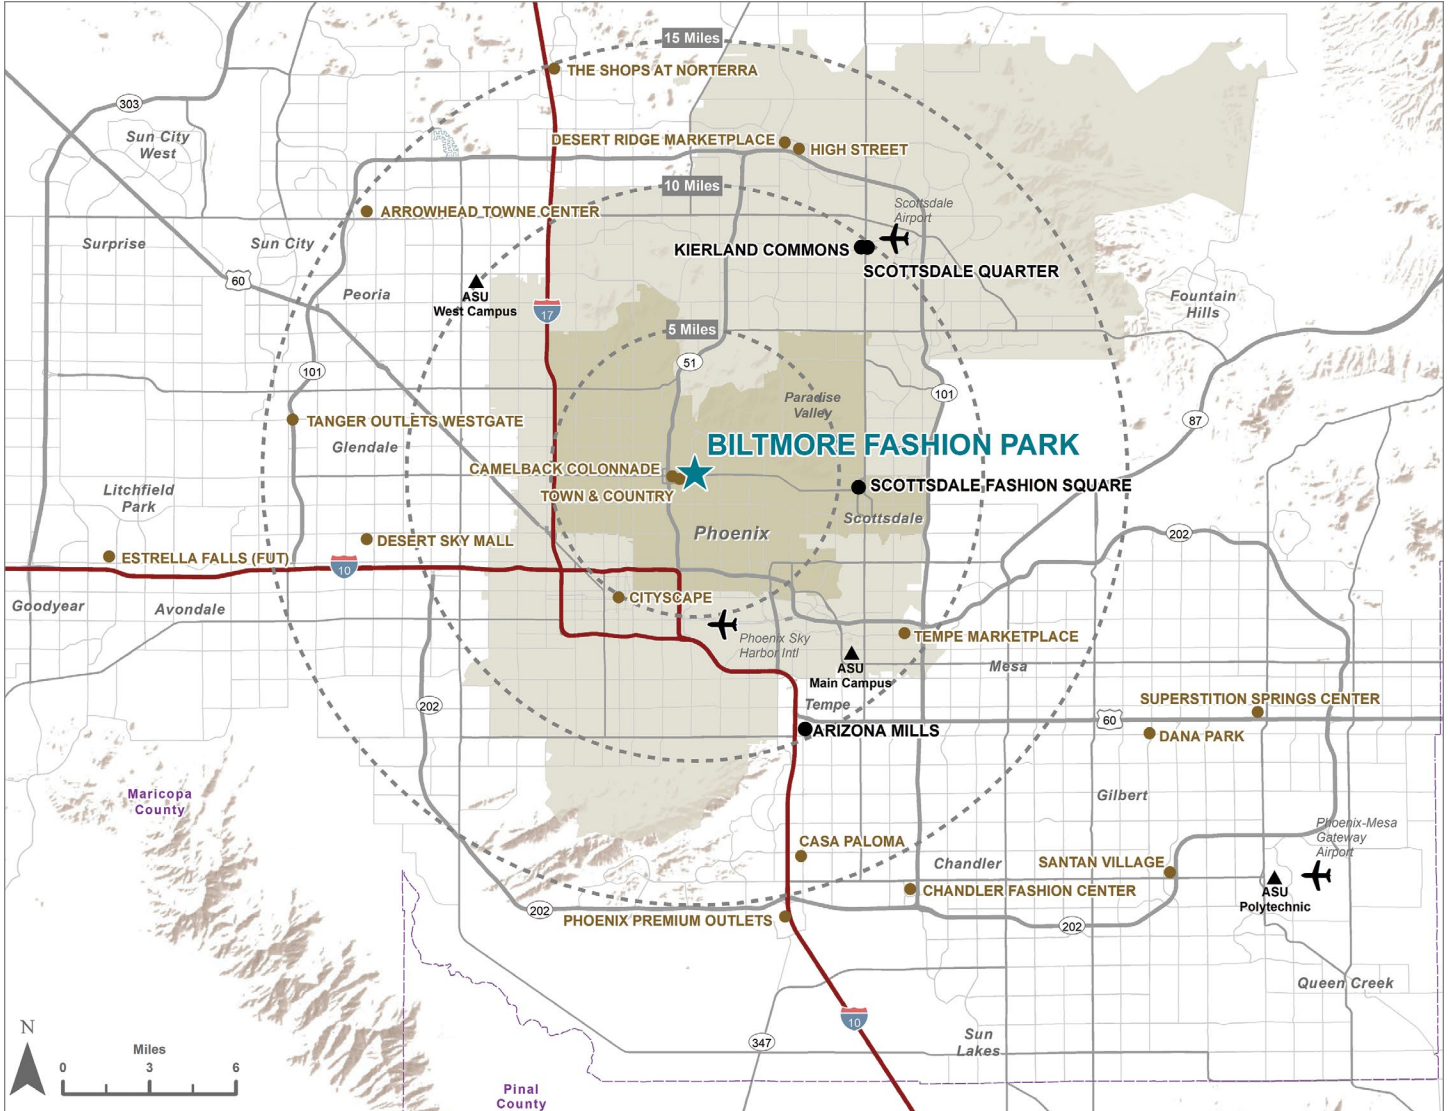 15 Miles
THE SHOPS AT NORTERRA
303
Sun City
West
DESERT RIDGE MARKETPLACE
HIGH STREET
10 Miles
ARROWHEAD TOWNE CENTER
Scottsdale
Airport
Surprise
Sun City
KIERLAND COMMONS
SCOTTSDALE QUARTER
60
Peoria
ASU
West Campus
17
Fountain
Hills
5 Miles
51
101
101
Paradise
Valley
87
TANGER OUTLETS WESTGATE
Glendale
BILTMORE FASHION PARK
CAMELBACK COLONNADE
TOWN & COUNTRY
SCOTTSDALE FASHION SQUARE
Litchfield
Park
Phoenix
Scottsdale
202
DESERT SKY MALL
ESTRELLA FALLS (FUT)
10
Goodyear
Avondale
CITYSCAPE
Phoenix Sky
Harbor Intl
TEMPE MARKETPLACE
ASU
Main Campus
Mesa
202
Tempe
SUPERSTITION SPRINGS CENTER
60
ARIZONA MILLS
DANA PARK
Maricopa
County
Gilbert
Phoenix-Mesa
Gateway
Airport
CASA PALOMA
Chandler
SANTAN VILLAGE
CHANDLER FASHION CENTER
ASU
Polytechnic
202
PHOENIX PREMIUM OUTLETS
202
Queen Creek
10
N
Miles
0
3
6
347
Sun
Lakes
Pinal
County